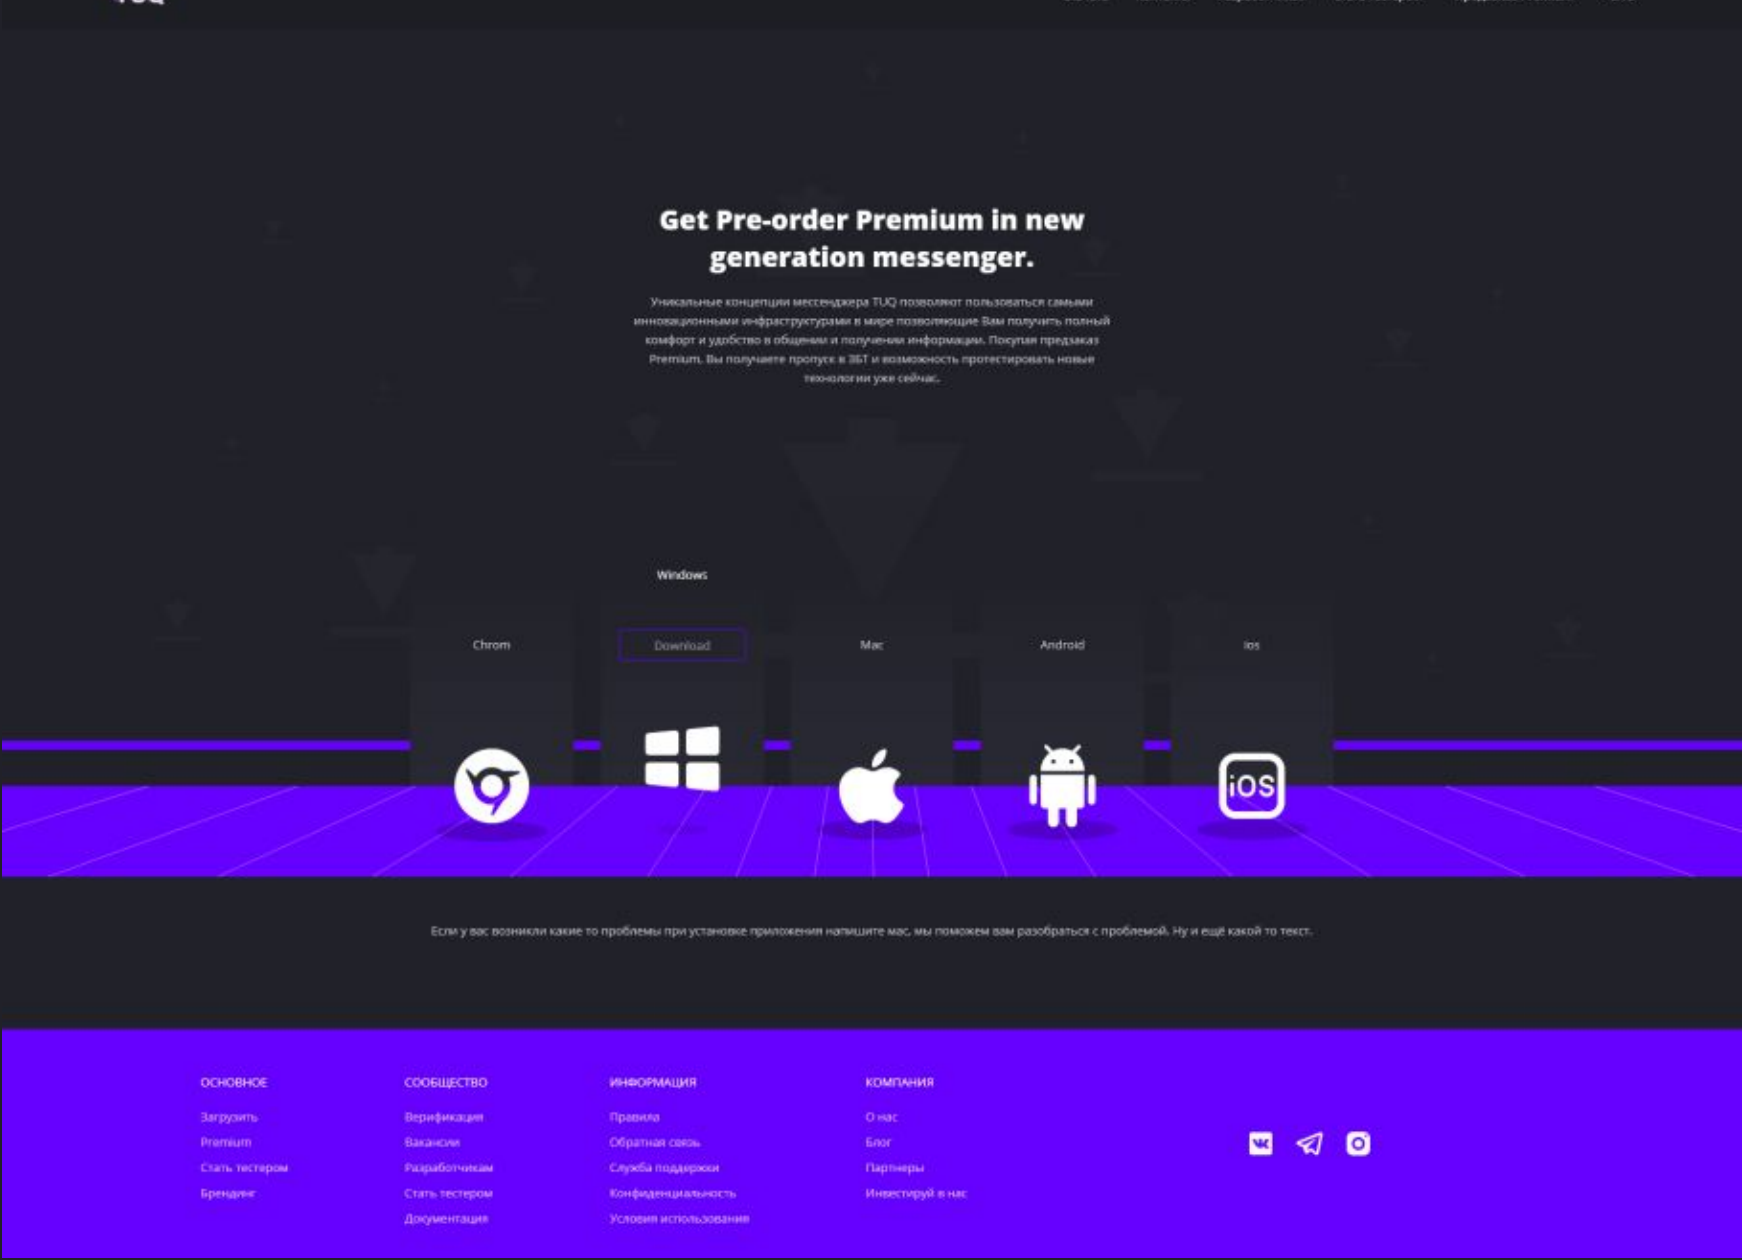 Get Pre-order Premium in new
generation messenger.
Уникальные концепции мессенджера TUQ позволяют пользоваться самыми
инновационными инфраструктурами в мире позволяющие Вам получить полный
комфорт и удобство в общении и получении информации. Покупая предзаказ
Premium, Вы получаете пропуск в ЗБТ и возможность протестировать новые
технологии уже сейчас.
Windows
Chrom
Download
Mac
Android
ios
iOS
Если у вас возникли какие то проблемы при установке приложения напишите мас, мы поможем вам разобраться с проблемой. Ну и ещё какой то текст.
ОСНОВНОЕ
Загрузить
Premium
Стать тестером
Брендинг
СООБЩЕСТВО
Верификация
Вакансии
Разработчикам
Стать тестером
Документация
ИНФОРМАЦИЯ
Правила
Обратная связь
Служба поддержки
Конфиденциальность
Условия использования
КОМПАНИЯ
О нас
Блог
Партнеры
Инвестируй в нас